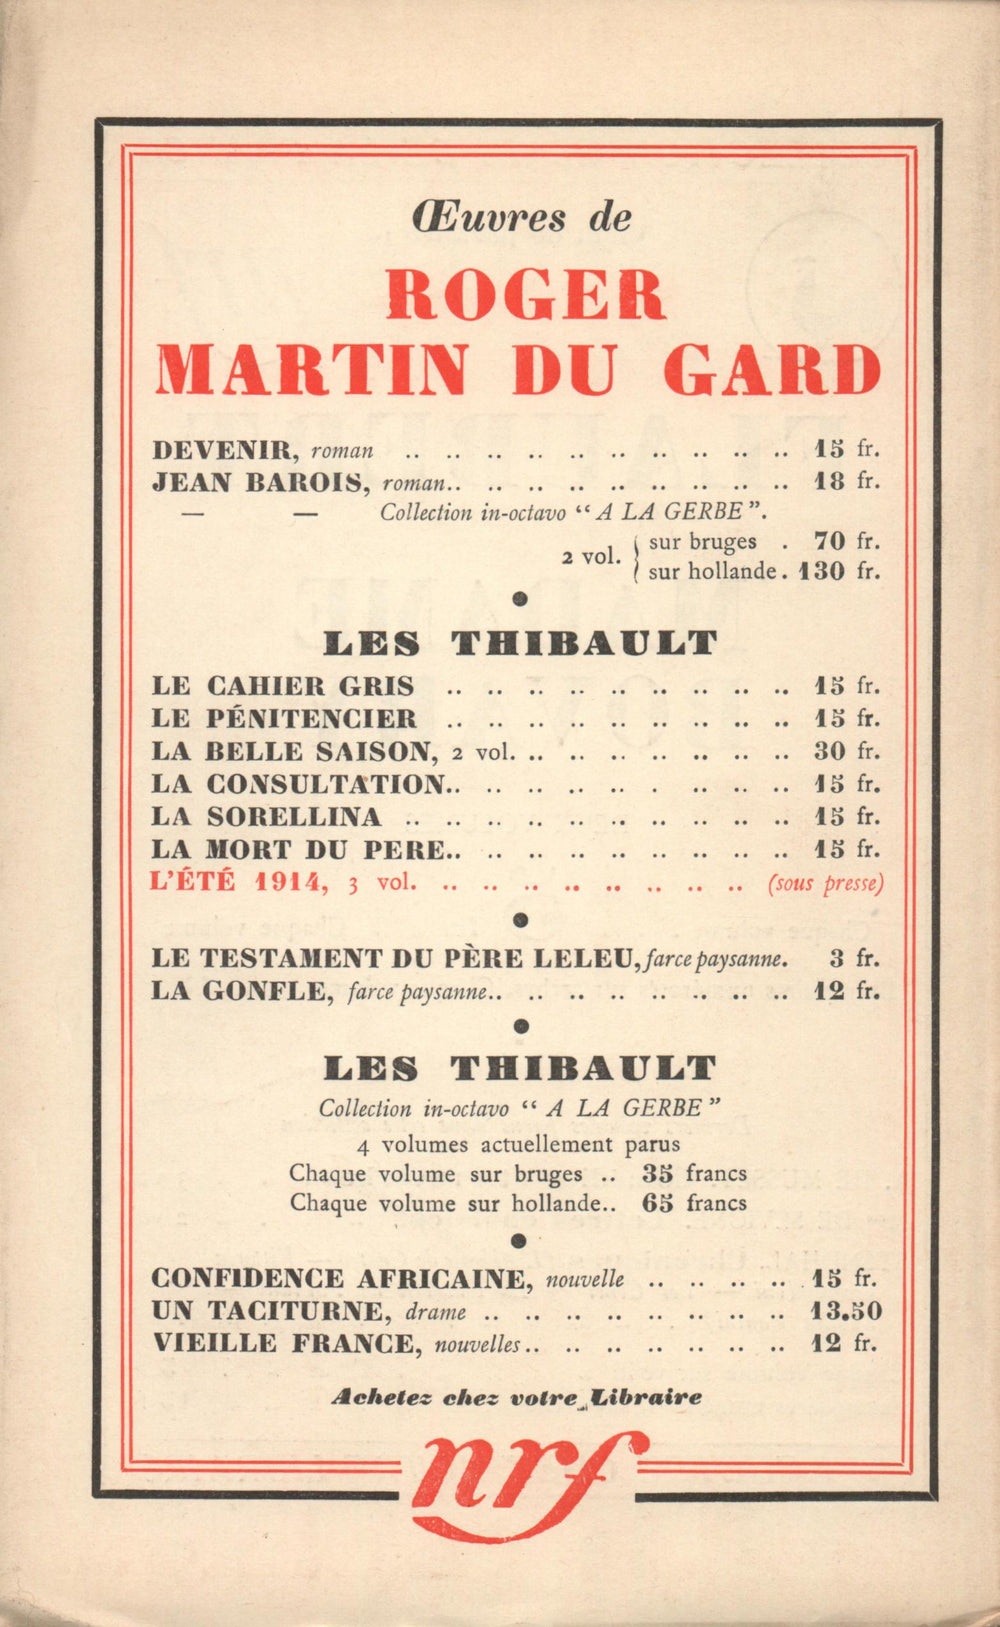 Œuvres de
ROGER
MARTIN DU GARD
DEVENIR, roman .. .. .. .. .. .. .. .. .. .. 15 fr.
JEAN BAROIS, roman.. .. .. .. .. .. .. .. .. 18 fr.
— — Collection in-octavo “A LA GERBE”.
2 vol. { sur bruges . 70 fr.
sur hollande. 130 fr.
●
LES THIBAULT
LE CAHIER GRIS .. .. .. .. .. .. .. .. .. 15 fr.
LE PÉNITENCIER .. .. .. .. .. .. .. .. .. 15 fr.
LA BELLE SAISON, 2 vol. .. .. .. .. .. .. .. 30 fr.
LA CONSULTATION.. .. .. .. .. . .. .. .. 15 fr.
LA SORELLINA .. .. .. .. .. .. .. .. .. .. 15 fr.
LA MORT DU PERE.. .. .. .. .. .. .. .. .. 15 fr.
L’ÉTÉ 1914, 3 vol. .. .. .. .. .. .. .. .. (sous presse)
●
LE TESTAMENT DU PÈRE LELEU, farce paysanne. 3 fr.
LA GONFLE, farce paysanne.. .. .. .. .. .. .. .. 12 fr.
●
LES THIBAULT
Collection in-octavo “A LA GERBE”
4 volumes actuellement parus
Chaque volume sur bruges .. 35 francs
Chaque volume sur hollande.. 65 francs
●
CONFIDENCE AFRICAINE, nouvelle .. .. .. .. . 15 fr.
UN TACITURNE, drame .. .. .. .. .. .. .. .. 13.50
VIEILLE FRANCE, nouvelles.. .. .. .. .. .. .. 12 fr.
Achetez chez votre Libraire
nrf